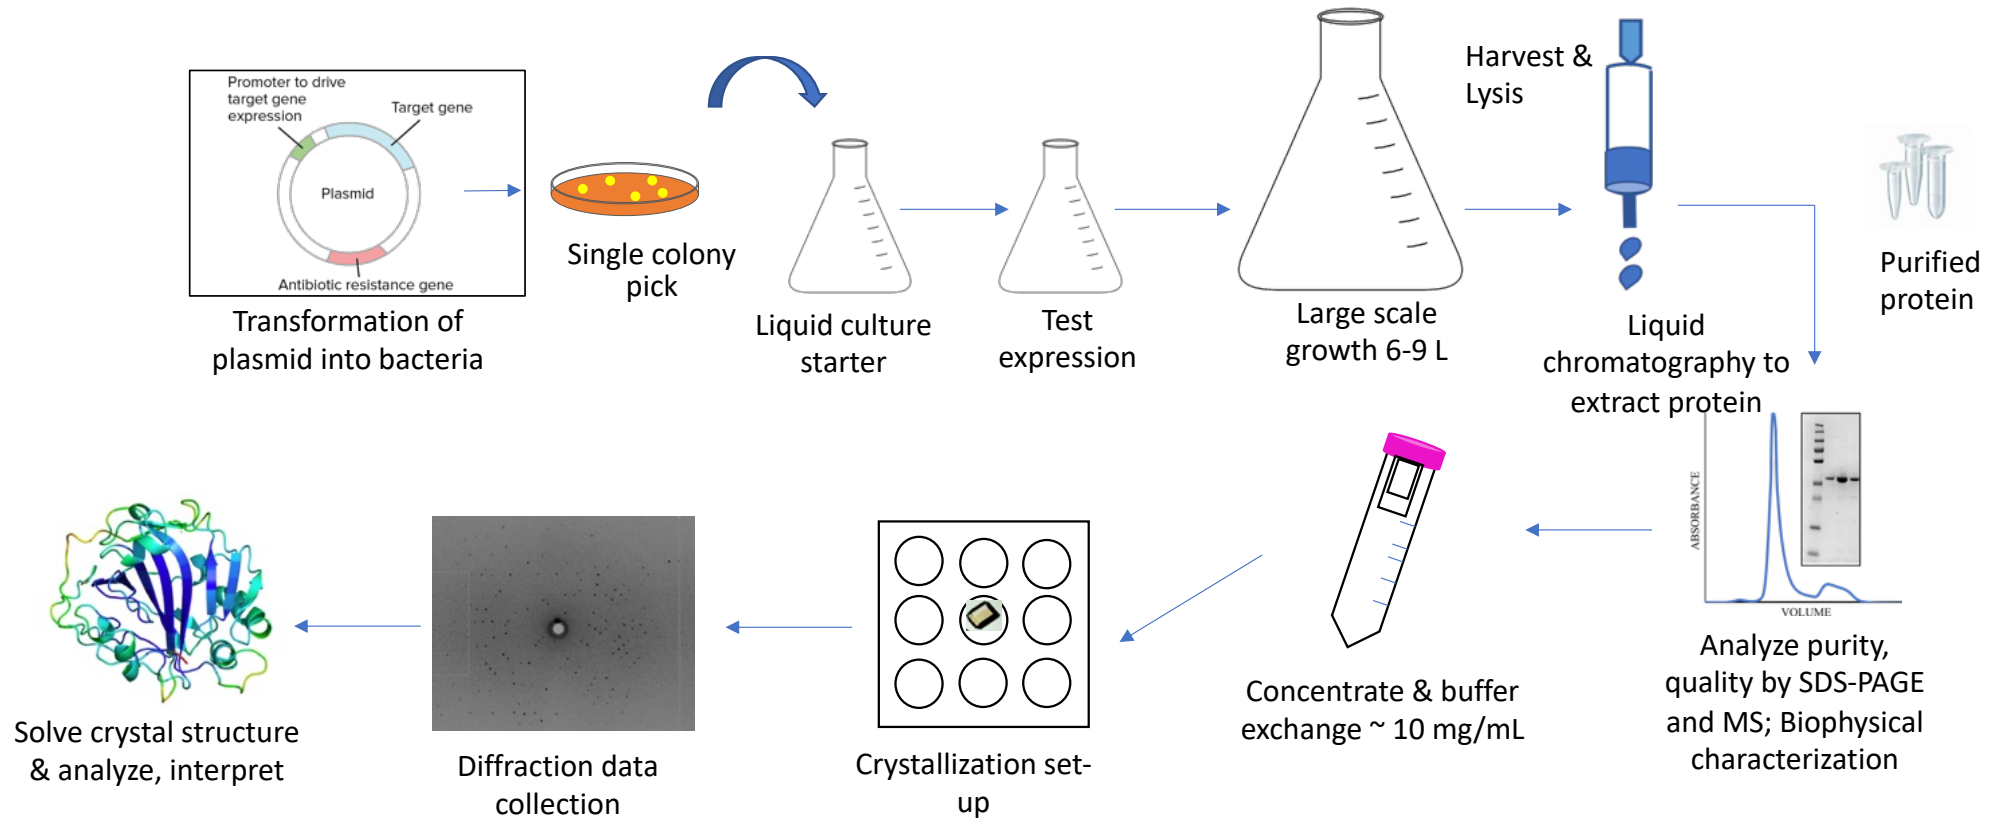 Promoter to drive
target gene
expression
Target gene
Plasmid
Antibiotic resistance gene
Transformation of
plasmid into bacteria
Single colony
pick
Liquid culture
starter
Test
expression
Large scale
growth 6-9 L
Harvest &
Lysis
Liquid
chromatography to
extract protein
Purified
protein
ABSORBANCE
VOLUME
Analyze purity,
quality by SDS-PAGE
and MS; Biophysical
characterization
Concentrate & buffer
exchange ~ 10 mg/mL
Crystallization set-
up
Diffraction data
collection
Solve crystal structure
& analyze, interpret